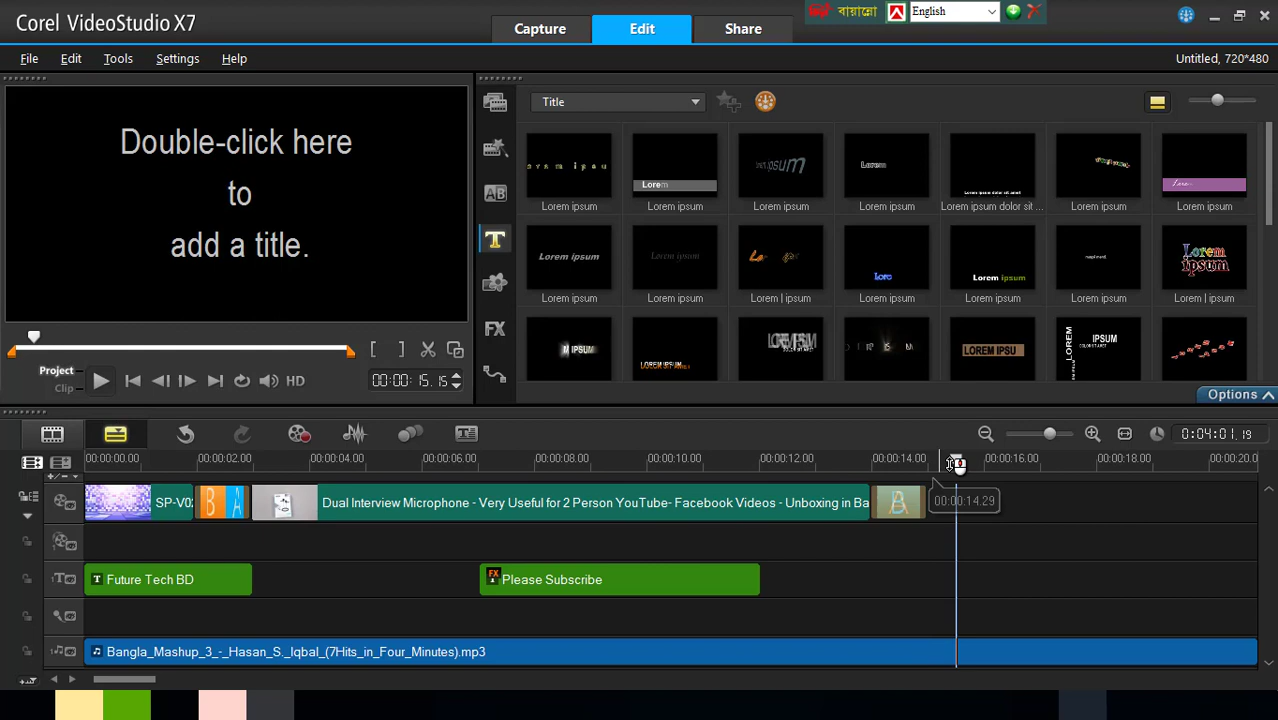 Corel VideoStudio X7
Capture
Edit
Share
বায়ান্নো
English
File
Edit
Tools
Settings
Help
Untitled, 720*480
Double-click here
to
add a title.
Title
Lorem ipsum
Lorem ipsum
Lorem ipsum
Lorem ipsum
Lorem ipsum dolor sit ...
Lorem ipsum
Lorem ipsum
Lorem ipsum
Lorem ipsum
Lorem | ipsum
Lorem ipsum
Lorem ipsum
Lorem ipsum
Lorem | ipsum
AB
T
FX
Project
Clip
HD
00:00: 15. 15
Options
0:04:01. 19
00:00:00.00
00:00:02.00
00:00:04.00
00:00:06.00
00:00:08.00
00:00:10.00
00:00:12.00
00:00:14.00
00:00:16.00
00:00:18.00
00:00:20.0
SP-V02
B A
Dual Interview Microphone - Very Useful for 2 Person YouTube- Facebook Videos - Unboxing in Ba
00:00:14.29
T Future Tech BD
FX Please Subscribe
Bangla_Mashup_3_-_Hasan_S._Iqbal_(7Hits_in_Four_Minutes).mp3